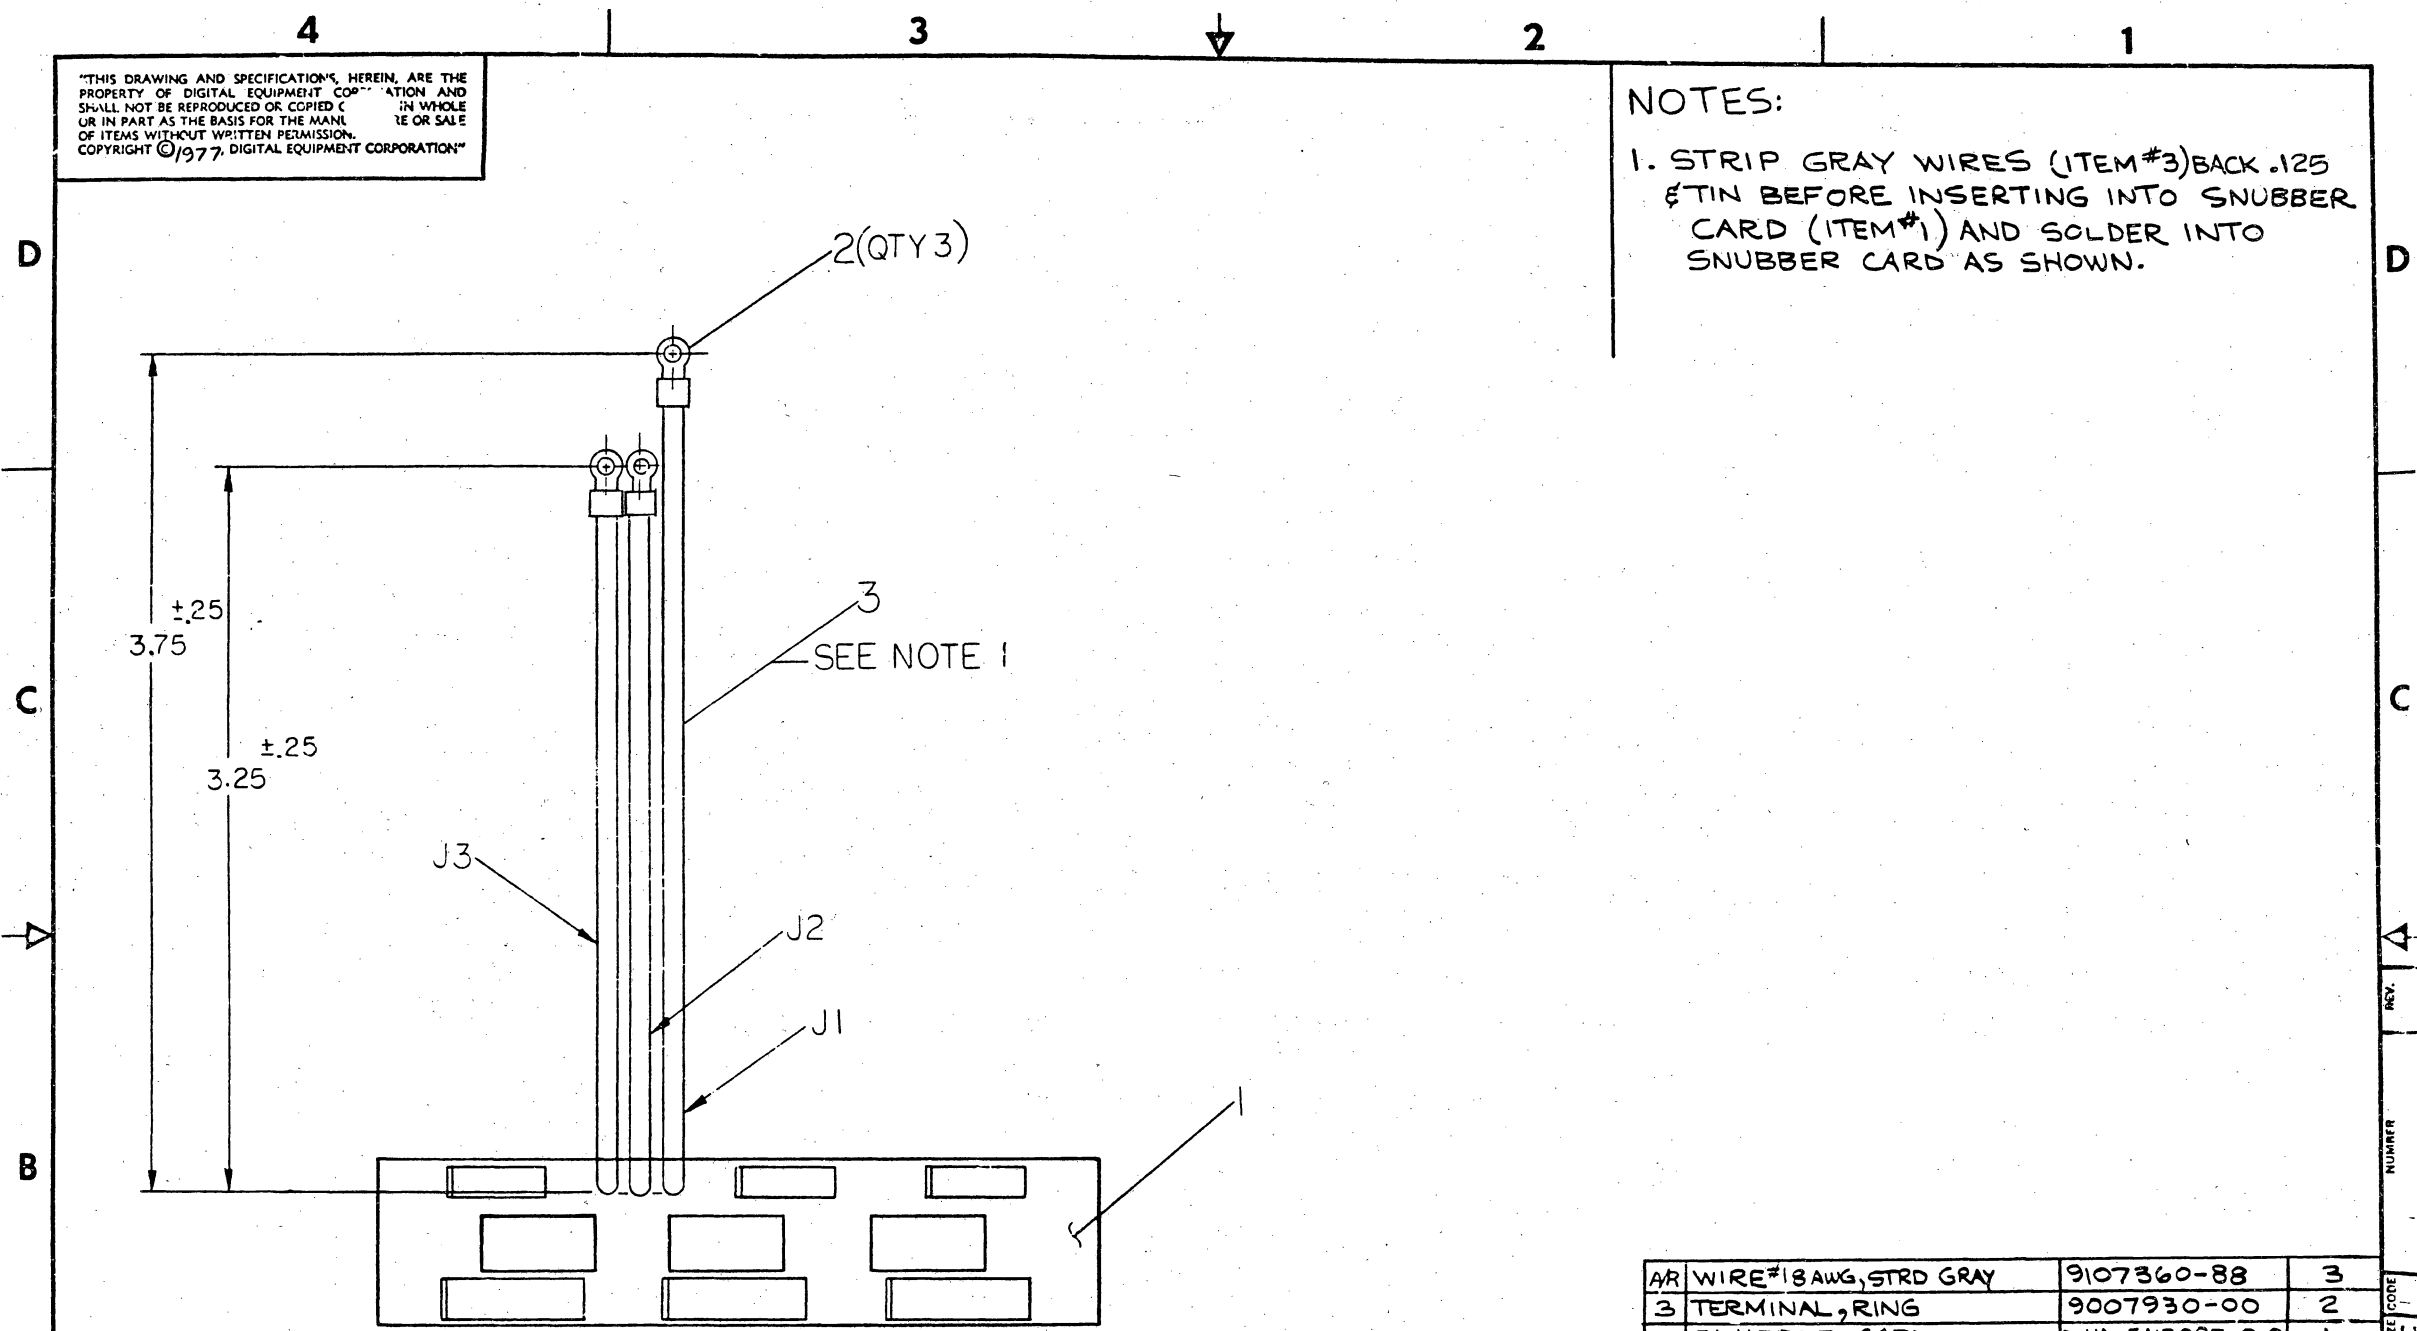 4 3 2 1
"THIS DRAWING AND SPECIFICATIONS, HEREIN, ARE THE
PROPERTY OF DIGITAL EQUIPMENT AND
SHALL NOT BE REPRODUCED OR COPIED IN WHOLE
OR IN PART AS THE BASIS FOR THE OR SALE
OF ITEMS WITHOUT WRITTEN PERMISSION.
COPYRIGHT © 1977, DIGITAL EQUIPMENT CORPORATION"
NOTES:
1. STRIP GRAY WIRES (ITEM #3) BACK .125
& TIN BEFORE INSERTING INTO SNUBBER
CARD (ITEM #1) AND SOLDER INTO
SNUBBER CARD AS SHOWN.
D
D
2(QTY 3)
3
SEE NOTE 1
±.25
3.75
±.25
3.25
C
C
J3
J2
J1
1
B
REV.
NUMBER
A/R WIRE #18 AWG, STRD GRAY 9107360-88 3
3 TERMINAL, RING 9007930-00 2
CODE